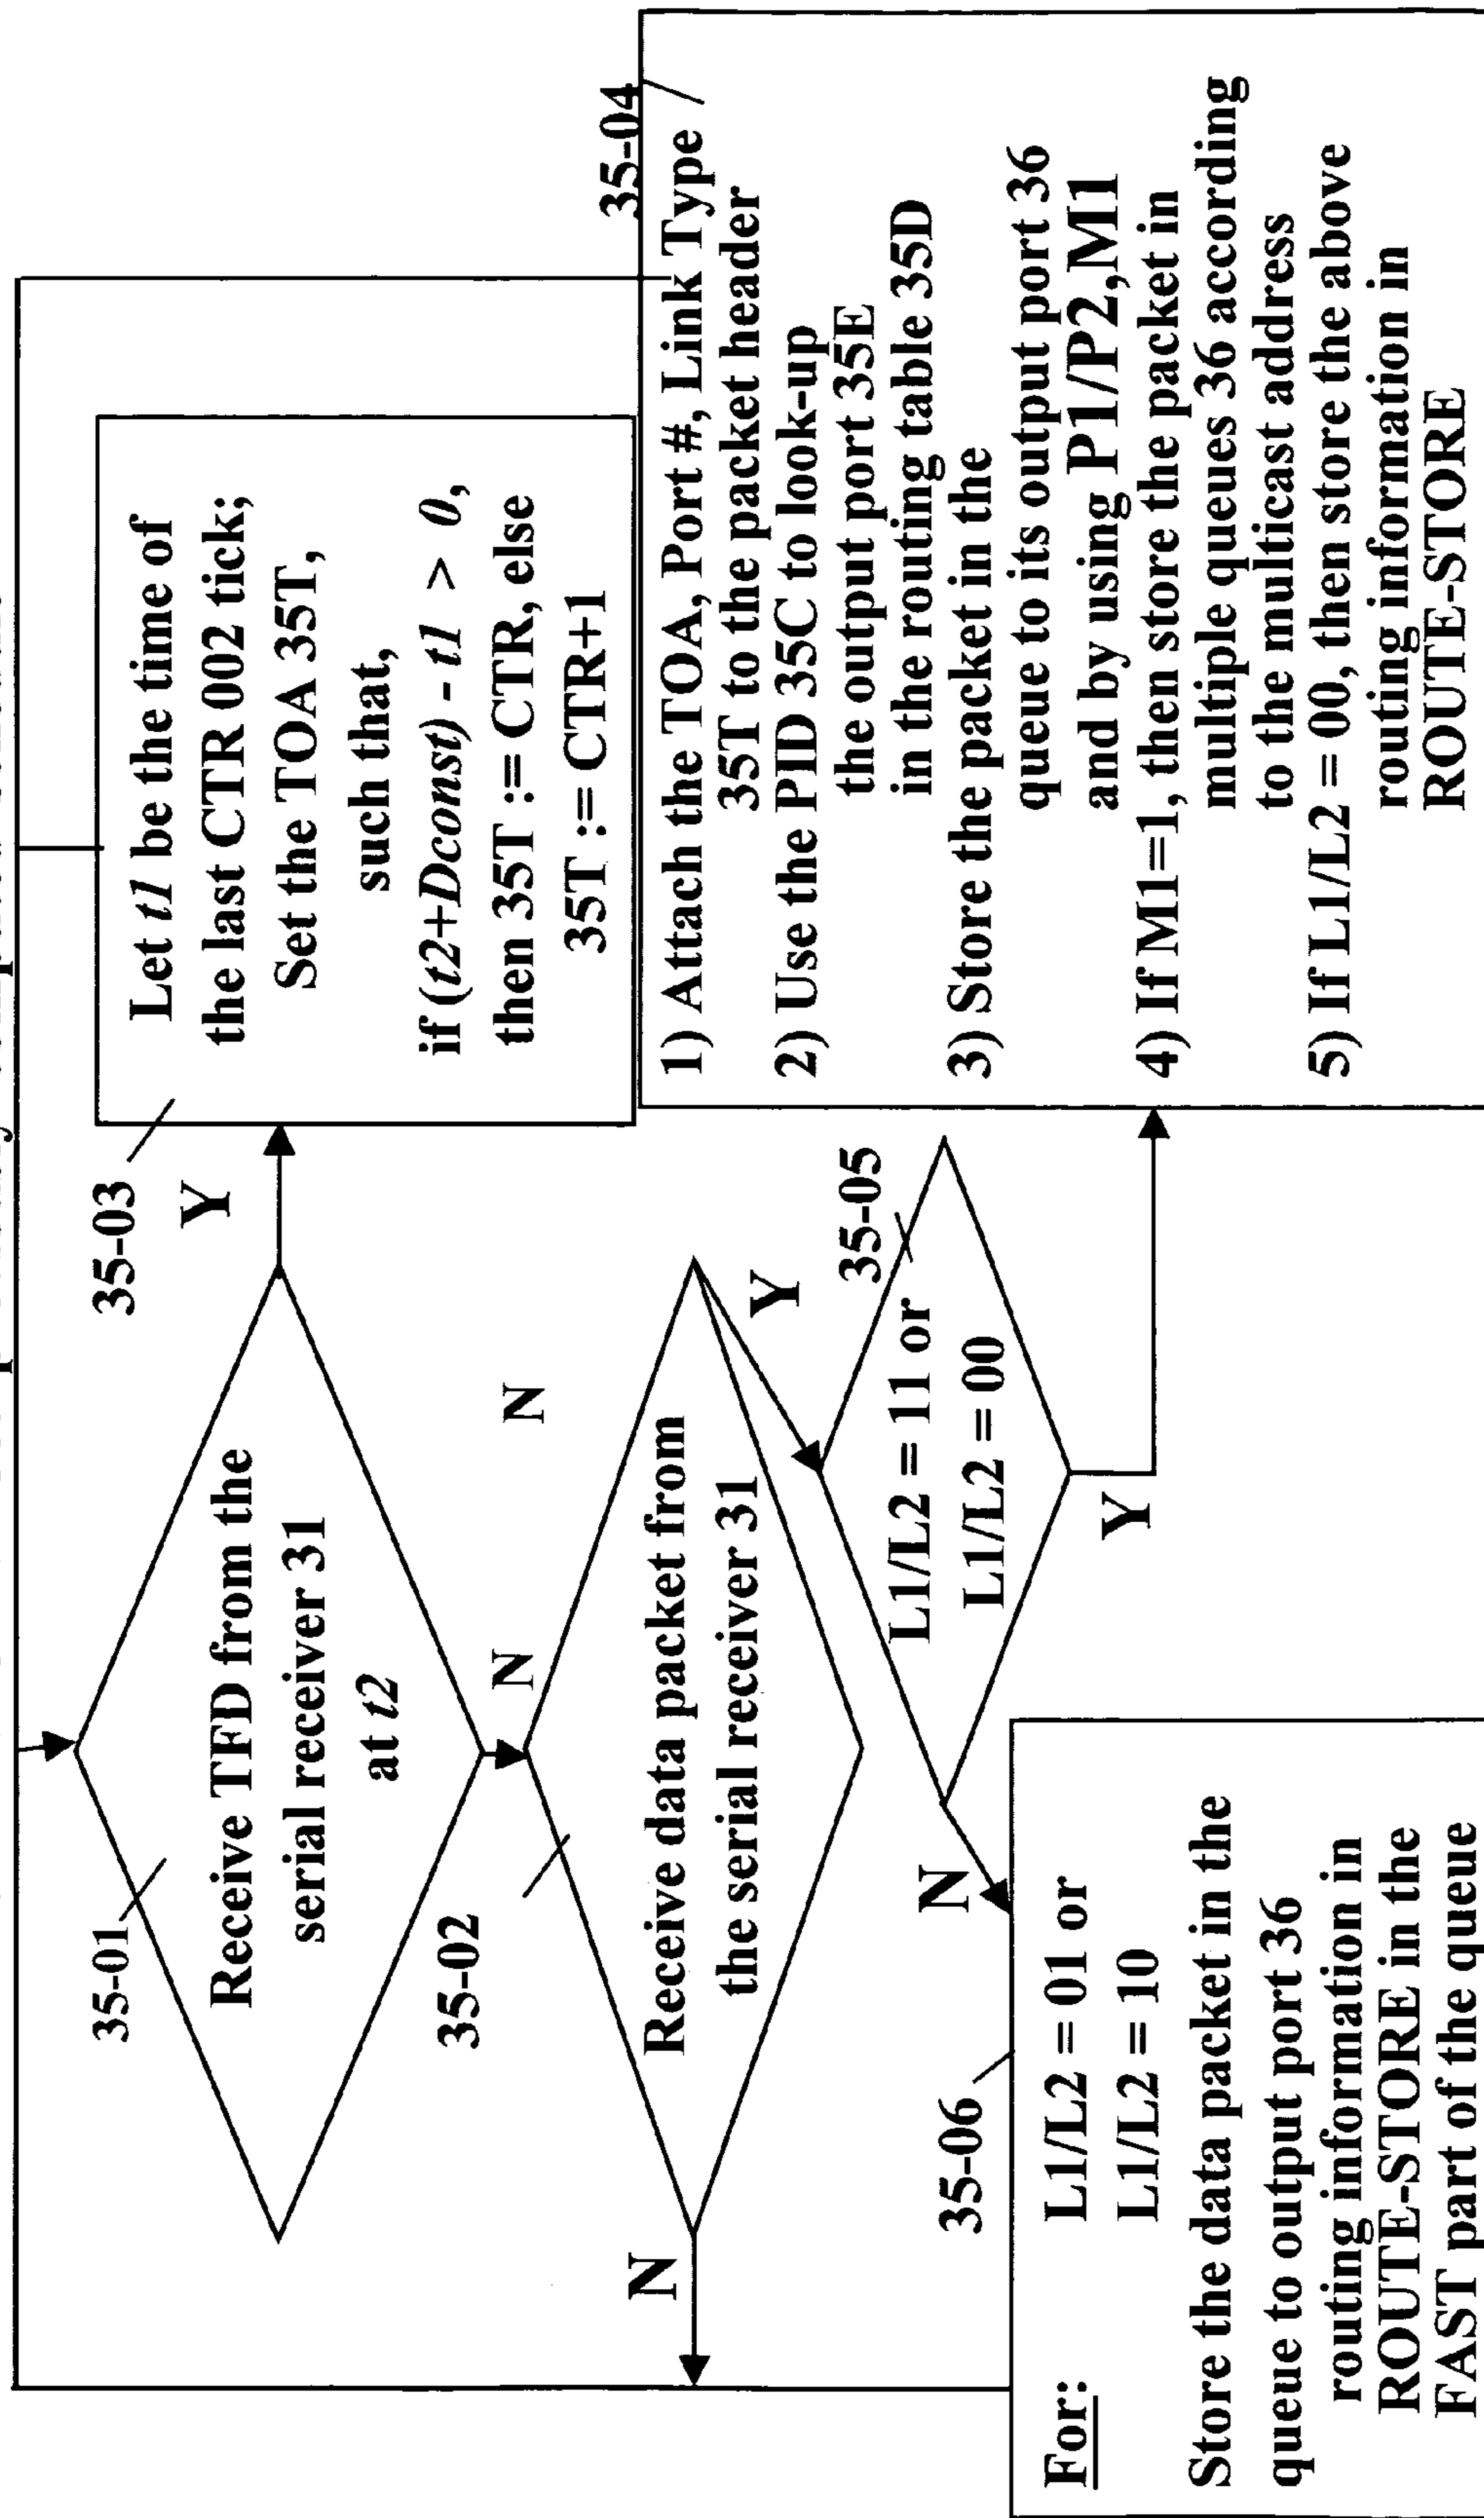 35-01
Receive TFD from the
serial receiver 31
at t2
35-03
Y
Let t1 be the time of
the last CTR 002 tick;
Set the TOA 35T,
such that,
if (t2+Dconst) - t1 > 0,
then 35T := CTR, else
35T := CTR+1
N
N
35-02
Receive data packet from
the serial receiver 31
N
Y
35-05
L1/L2 = 11 or
L1/L2 = 00
Y
N
35-04
1) Attach the TOA, Port #, Link Type
35T to the packet header
2) Use the PID 35C to look-up
the output port 35E
in the routing table 35D
3) Store the packet in the
queue to its output port 36
and by using P1/P2,M1
4) If M1=1, then store the packet in
multiple queues 36 according
to the multicast address
5) If L1/L2 = 00, then store the above
routing information in
ROUTE-STORE
35-06
For: L1/L2 = 01 or
L1/L2 = 10
Store the data packet in the
queue to output port 36
routing information in
ROUTE-STORE in the
FAST part of the queue